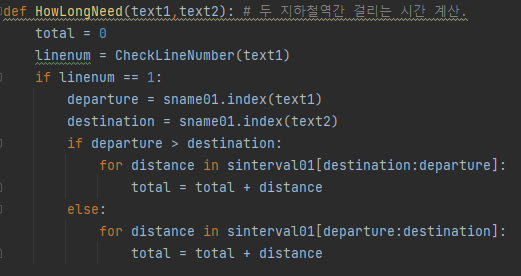 def HowLongNeed(text1,text2): # 두 지하철역간 걸리는 시간 계산.
total = 0
linenum = CheckLineNumber(text1)
if linenum == 1:
departure = sname01.index(text1)
destination = sname01.index(text2)
if departure > destination:
for distance in sinterval01[destination:departure]:
total = total + distance
else:
for distance in sinterval01[departure:destination]:
total = total + distance